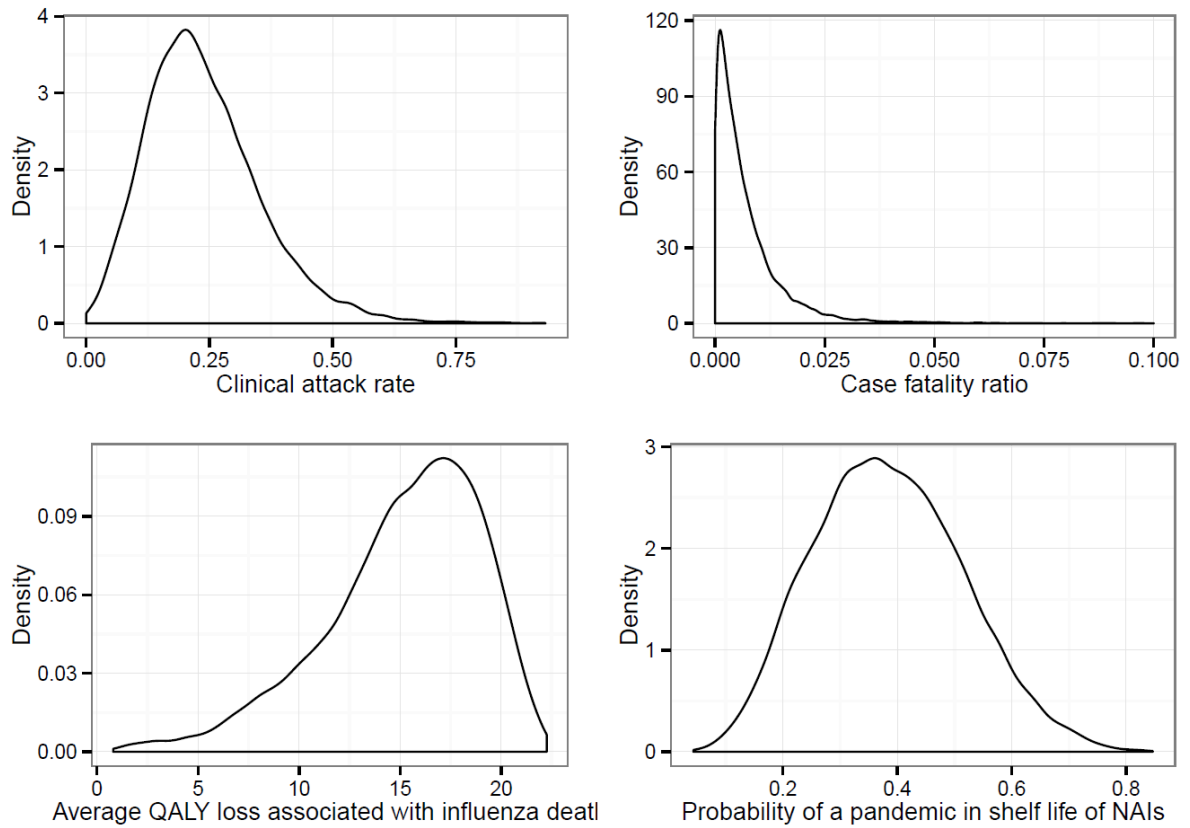 4
3
2
1
0
Density
0.00 0.25 0.50 0.75
Clinical attack rate
120
90
60
30
0
Density
0.000 0.025 0.050 0.075 0.100
Case fatality ratio
0.09
0.06
0.03
0.00
Density
0 5 10 15 20
Average QALY loss associated with influenza deatl
3
2
1
0
Density
0.2 0.4 0.6 0.8
Probability of a pandemic in shelf life of NAIs